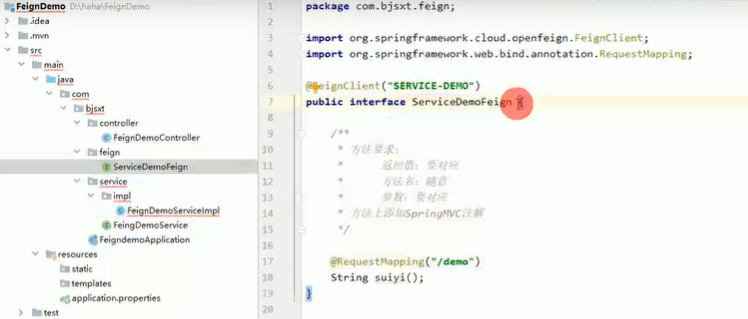 FeignDemo D:\haha\FeignDemo
.idea
.mvn
src
main
java
com
bjsxt
controller
FeignDemoController
feign
ServiceDemoFeign
service
impl
FeignDemoServiceImpl
FeingDemoService
FeigndemoApplication
resources
static
templates
application.properties
test
1 package com.bjsxt.feign;
2
3 import org.springframework.cloud.openfeign.FeignClient;
4 import org.springframework.web.bind.annotation.RequestMapping;
5
6 @FeignClient("SERVICE-DEMO")
7 public interface ServiceDemoFeign {
8
9 /**
10 * 方法要求：
11 * 返回值：要对应
12 * 方法名：随意
13 * 参数：要对应
14 * 方法上添加SpringMVC注解
15 */
16
17 @RequestMapping("/demo")
18 String suiyi();
19 }
20